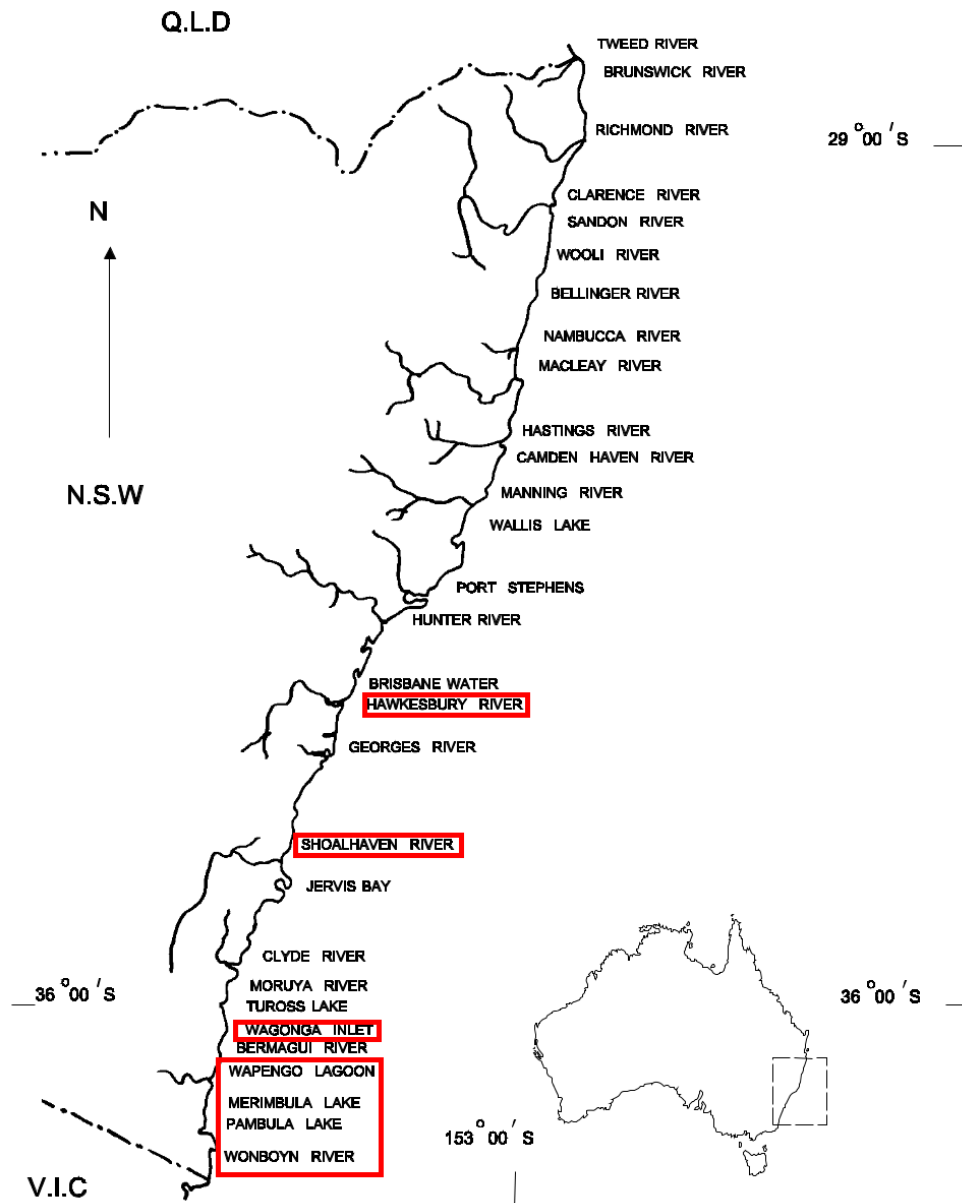 Q.L.D
TWEED RIVER
BRUNSWICK RIVER
RICHMOND RIVER
29°00'S
CLARENCE RIVER
N
SANDON RIVER
WOOLI RIVER
BELLINGER RIVER
NAMBUCCA RIVER
MACLEAY RIVER
HASTINGS RIVER
CAMDEN HAVEN RIVER
N.S.W
MANNING RIVER
WALLIS LAKE
PORT STEPHENS
HUNTER RIVER
BRISBANE WATER
HAWKESBURY RIVER
GEORGES RIVER
SHOALHAVEN RIVER
JERVIS BAY
CLYDE RIVER
MORUYA RIVER
36°00'S
36°00'S
TUROSS LAKE
WAGONGA INLET
BERMAGUI RIVER
WAPENGO LAGOON
MERIMBULA LAKE
PAMBULA LAKE
153°00'S
WONBOYN RIVER
V.I.C